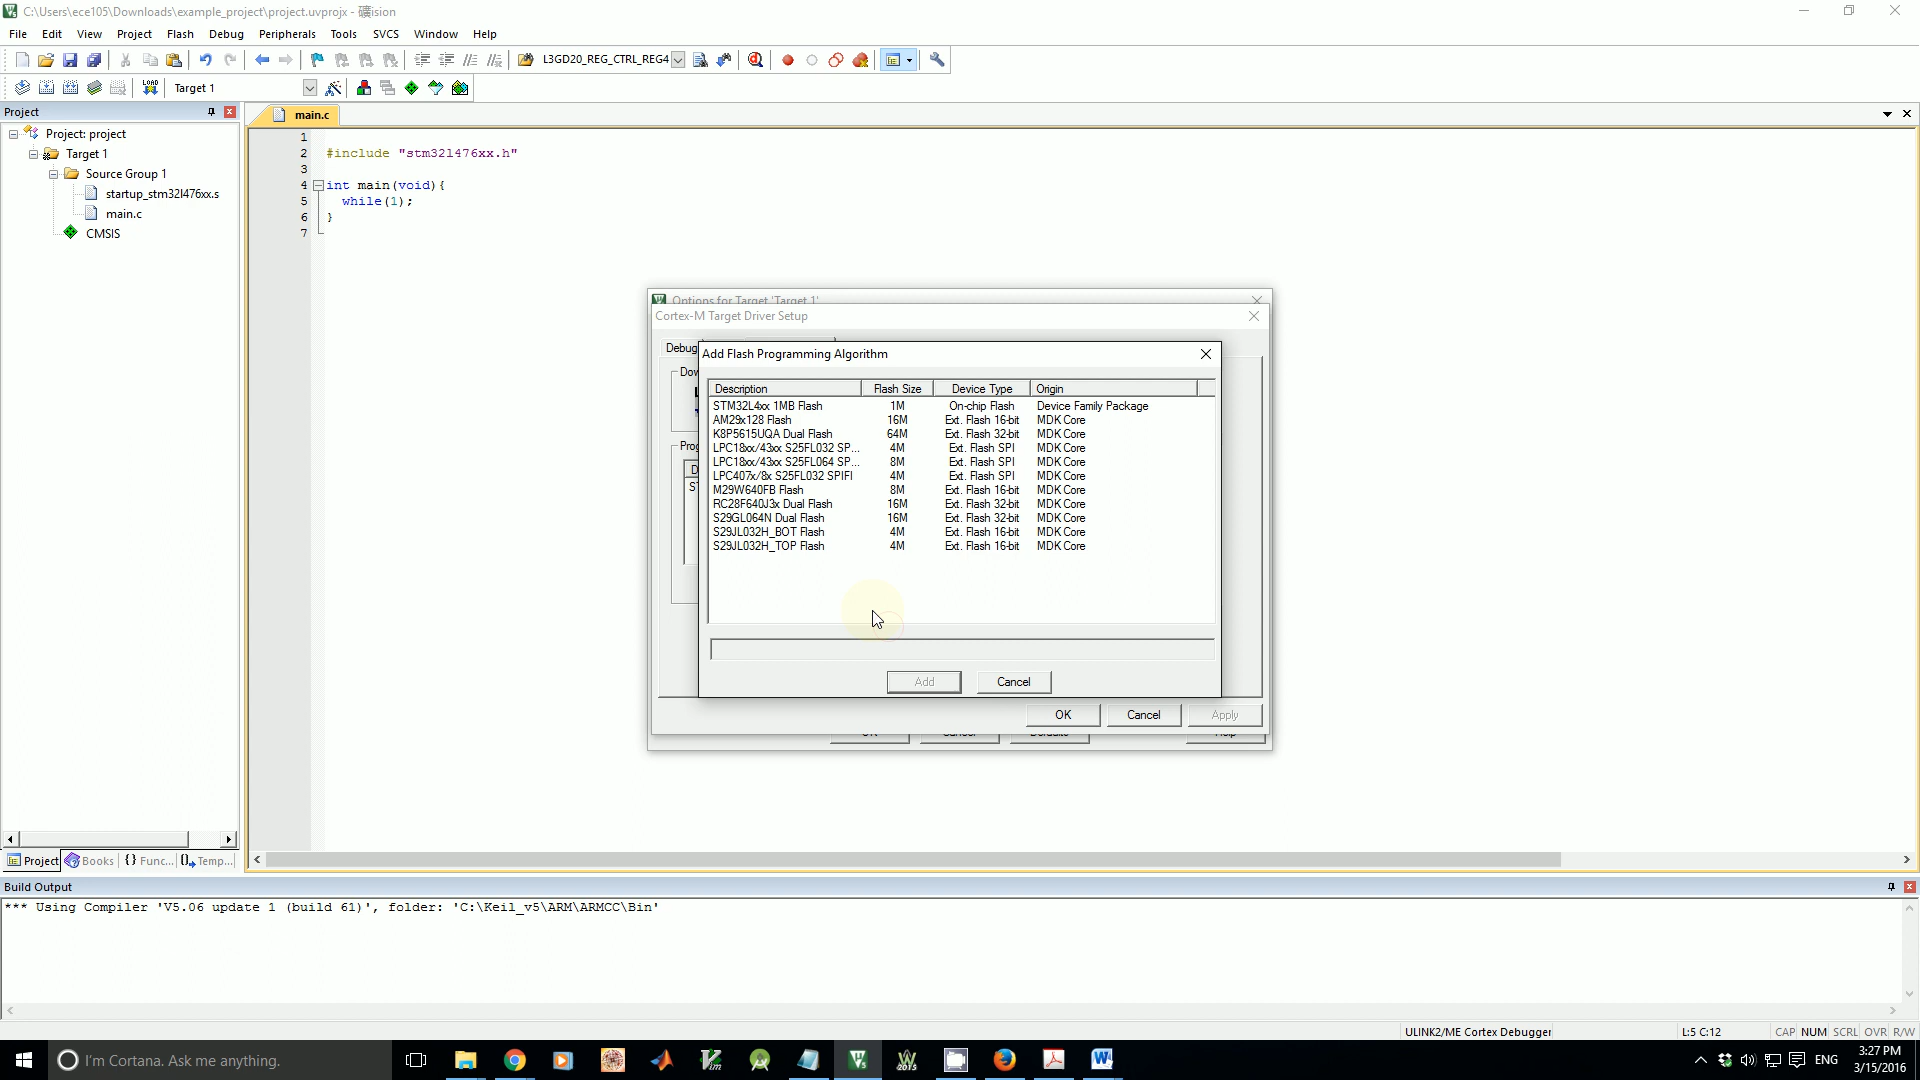 C:\Users\ece105\Downloads\example_project\project.uvprojx - 礦ision
File Edit View Project Flash Debug Peripherals Tools SVCS Window Help
L3GD20_REG_CTRL_REG4
LOAD Target 1
Project
Project: project
Target 1
Source Group 1
startup_stm32l476xx.s
main.c
CMSIS
main.c
1
2 #include "stm32l476xx.h"
3
4 int main(void){
5 while(1);
6 }
7
Options for Target 'Target 1'
Cortex-M Target Driver Setup
Debug
Add Flash Programming Algorithm
Description Flash Size Device Type Origin
STM32L4xx 1MB Flash 1M On-chip Flash Device Family Package
AM29x128 Flash 16M Ext. Flash 16-bit MDK Core
K8P5615UQA Dual Flash 64M Ext. Flash 32-bit MDK Core
LPC18xx/43xx S25FL032 SP... 4M Ext. Flash SPI MDK Core
LPC18xx/43xx S25FL064 SP... 8M Ext. Flash SPI MDK Core
LPC407x/8x S25FL032 SPIFI 4M Ext. Flash SPI MDK Core
M29W640FB Flash 8M Ext. Flash 16-bit MDK Core
RC28F640J3x Dual Flash 16M Ext. Flash 32-bit MDK Core
S29GL064N Dual Flash 16M Ext. Flash 32-bit MDK Core
S29JL032H_BOT Flash 4M Ext. Flash 16-bit MDK Core
S29JL032H_TOP Flash 4M Ext. Flash 16-bit MDK Core
Add Cancel
OK Cancel Apply
Project Books {} Func... Temp...
Build Output
*** Using Compiler 'V5.06 update 1 (build 61)', folder: 'C:\Keil_v5\ARM\ARMCC\Bin'
ULINK2/ME Cortex Debugger L:5 C:12 CAP NUM SCRL OVR R/W
I'm Cortana. Ask me anything.
ENG
3:27 PM
3/15/2016